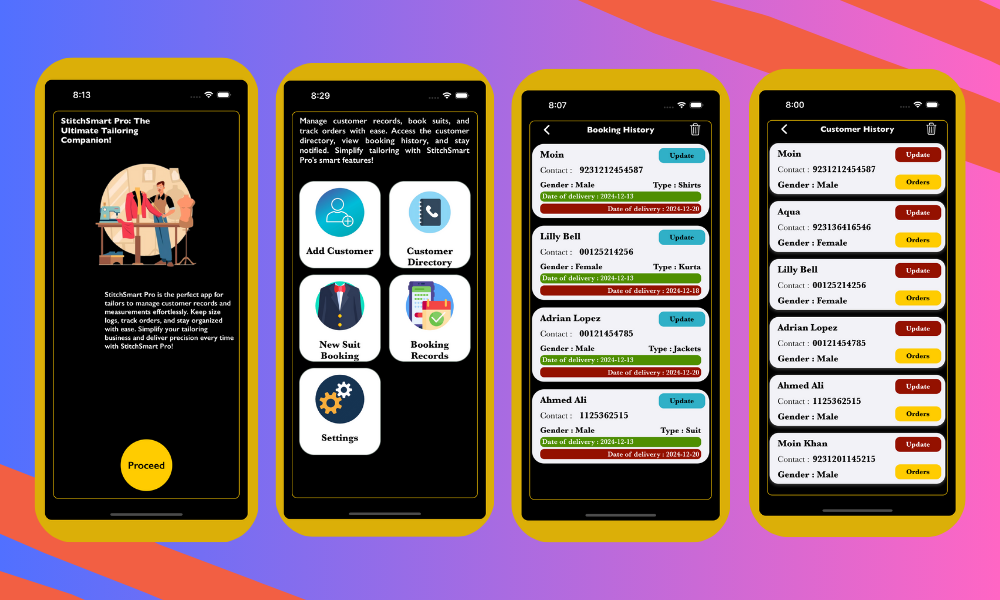 8:13
StitchSmart Pro: The
Ultimate Tailoring
Companion!
StitchSmart Pro is the perfect app for
tailors to manage customer records and
measurements effortlessly. Keep size
logs, track orders, and stay organized
with ease. Simplify your tailoring
business and deliver precision every time
with StitchSmart Pro!
Proceed
8:29
Manage customer records, book suits, and
track orders with ease. Access the customer
directory, view booking history, and stay
notified. Simplify tailoring with StitchSmart
Pro's smart features!
Add Customer
Customer
Directory
New Suit
Booking
Booking
Records
Settings
8:07
Booking History
Moin
Update
Contact : 9231212454587
Gender : Male Type : Shirts
Date of delivery : 2024-12-13
Date of delivery : 2024-12-20
Lilly Bell
Update
Contact : 00125214256
Gender : Female Type : Kurta
Date of delivery : 2024-12-13
Date of delivery : 2024-12-18
Adrian Lopez
Update
Contact : 00121454785
Gender : Male Type : Jackets
Date of delivery : 2024-12-13
Date of delivery : 2024-12-20
Ahmed Ali
Update
Contact : 1125362515
Gender : Male Type : Suit
Date of delivery : 2024-12-13
Date of delivery : 2024-12-20
8:00
Customer History
Moin
Update
Contact : 9231212454587
Gender : Male
Orders
Aqua
Update
Contact : 923136416546
Gender : Female
Orders
Lilly Bell
Update
Contact : 00125214256
Gender : Female
Orders
Adrian Lopez
Update
Contact : 00121454785
Gender : Male
Orders
Ahmed Ali
Update
Contact : 1125362515
Gender : Male
Orders
Moin Khan
Update
Contact : 9231201145215
Gender : Male
Orders